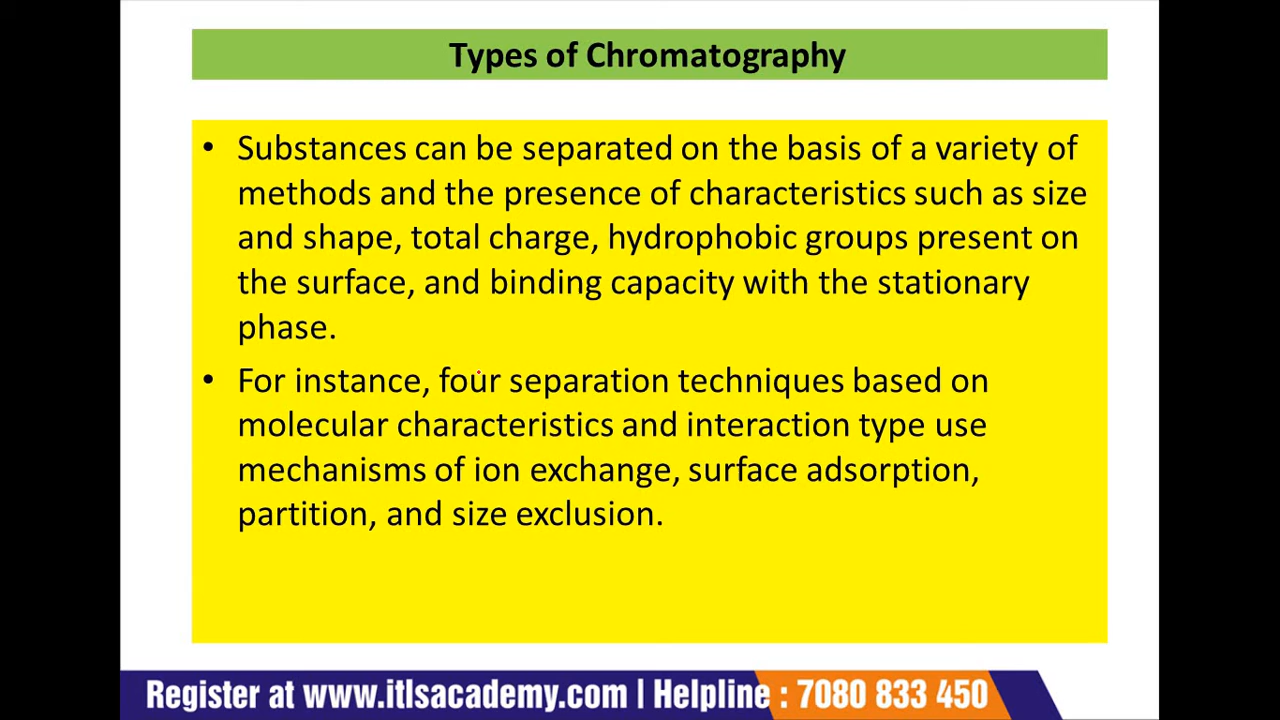 Types of Chromatography
• Substances can be separated on the basis of a variety of
methods and the presence of characteristics such as size
and shape, total charge, hydrophobic groups present on
the surface, and binding capacity with the stationary
phase.
• For instance, four separation techniques based on
molecular characteristics and interaction type use
mechanisms of ion exchange, surface adsorption,
partition, and size exclusion.
Register at www.itlsacademy.com | Helpline : 7080 833 450